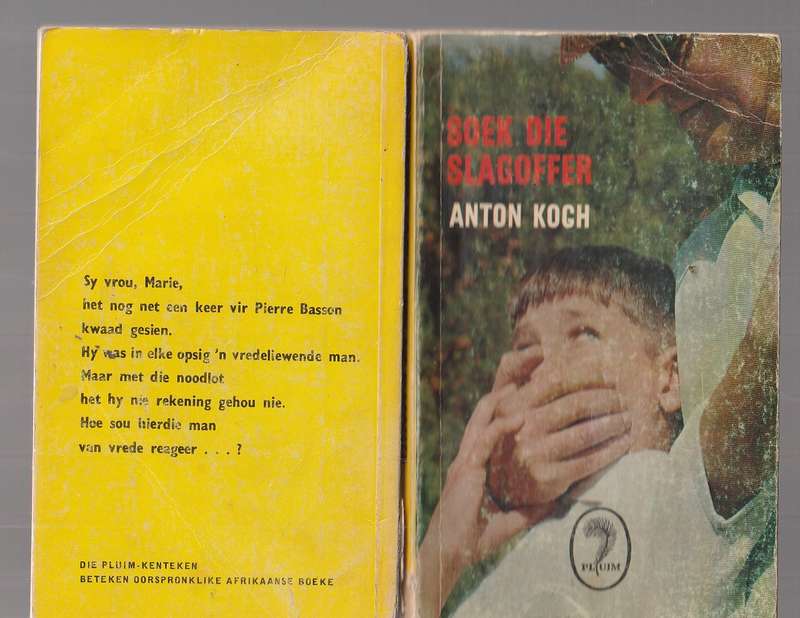 Sy vrou, Marie,
het nog net een keer vir Pierre Basson
kwaad gesien.
Hy was in elke opsig 'n vredeliewende man.
Maar met die noodlot
het hy nie rekening gehou nie.
Hoe sou hierdie man
van vrede reageer . . . ?
DIE PLUIM-KENTEKEN
BETEKEN OORSPRONKLIKE AFRIKAANSE BOEKE
SOEK DIE
SLAGOFFER
ANTON KOCH
PLUIM